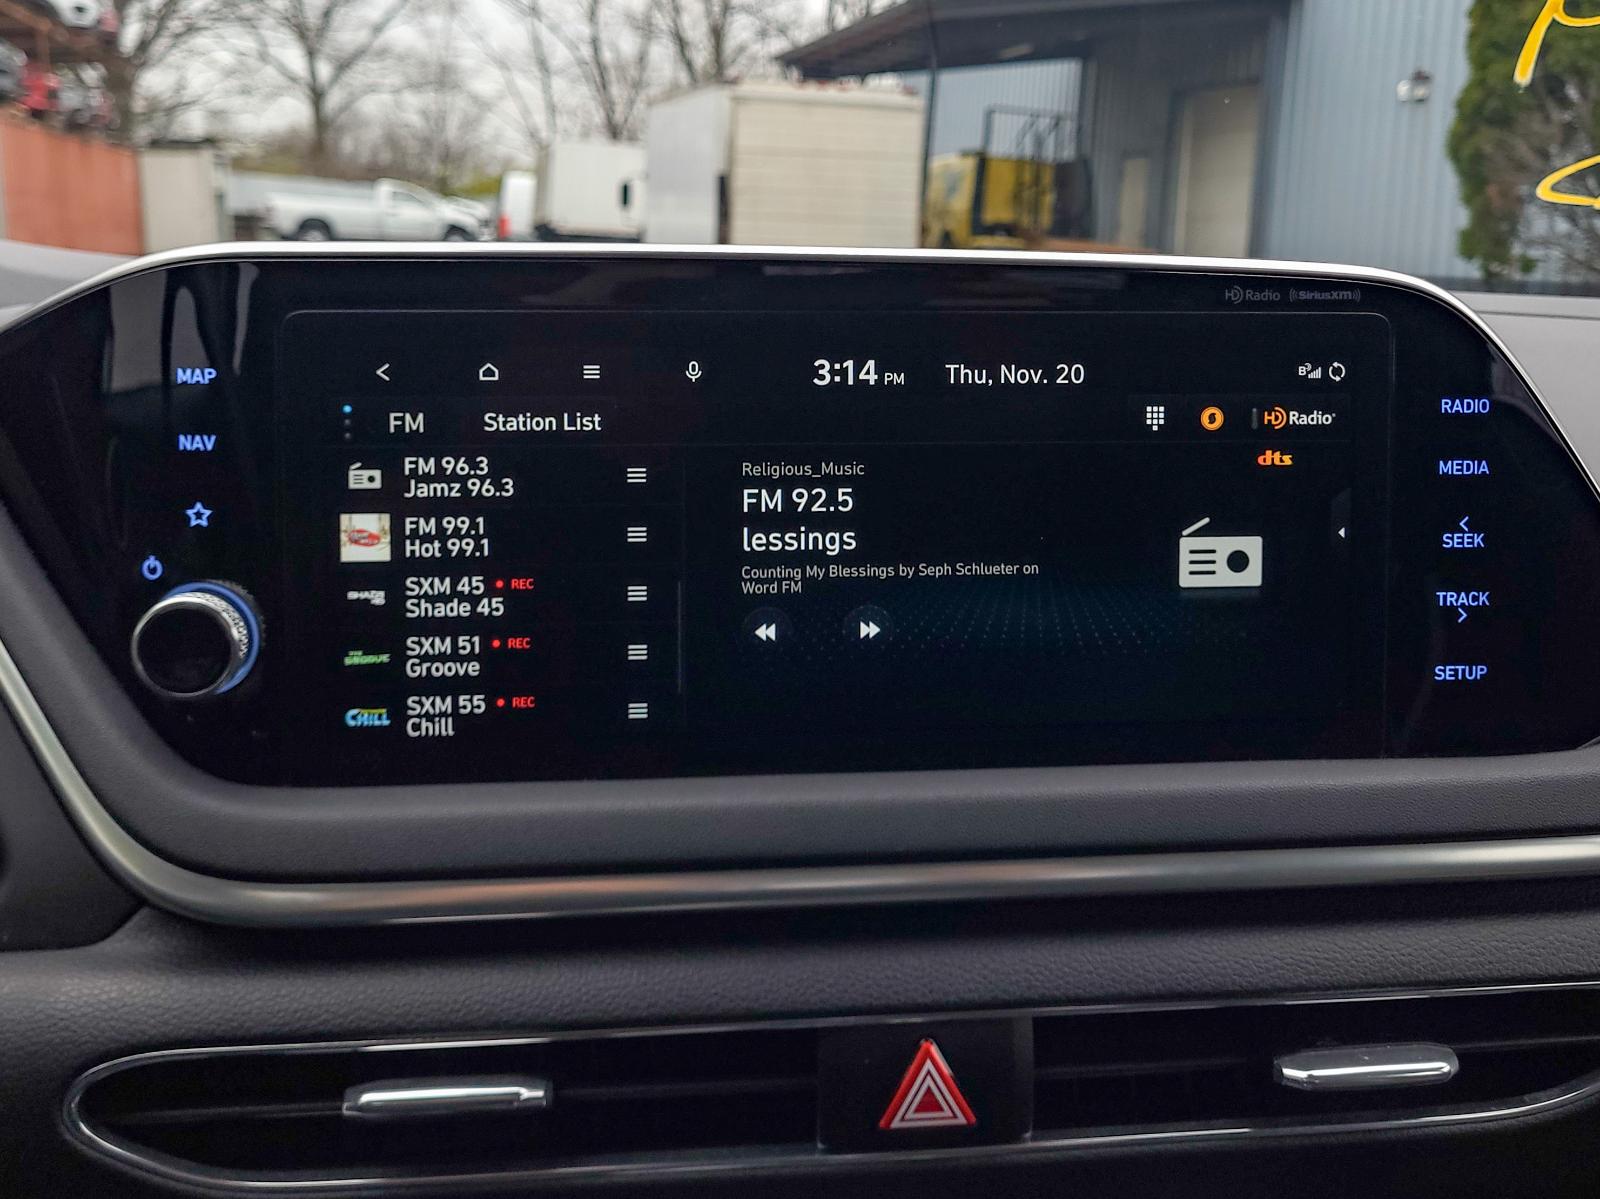 HD Radio ((SiriusXM))
MAP
NAV
3:14 PM Thu, Nov. 20
FM Station List
HD Radio
dts
FM 96.3
Jamz 96.3
FM 99.1
Hot 99.1
SXM 45 • REC
Shade 45
SXM 51 • REC
GROOVE
Groove
SXM 55 • REC
CHILL
Chill
Religious_Music
FM 92.5
lessings
Counting My Blessings by Seph Schlueter on
Word FM
RADIO
MEDIA
SEEK
TRACK
SETUP